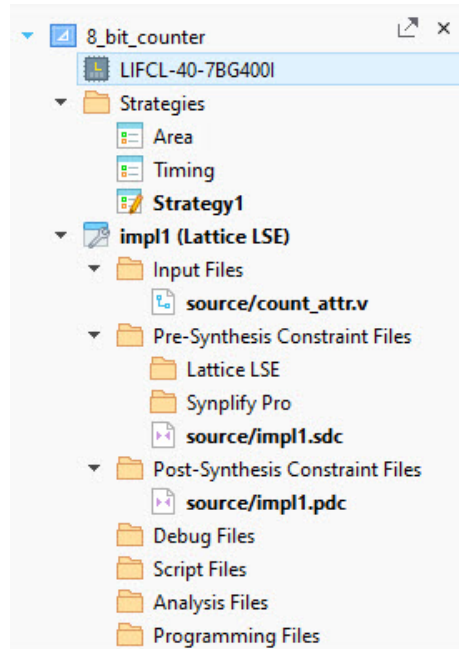 8_bit_counter
LIFCL-40-7BG400I
Strategies
Area
Timing
Strategy1
impl1 (Lattice LSE)
Input Files
source/count_attr.v
Pre-Synthesis Constraint Files
Lattice LSE
Synplify Pro
source/impl1.sdc
Post-Synthesis Constraint Files
source/impl1.pdc
Debug Files
Script Files
Analysis Files
Programming Files